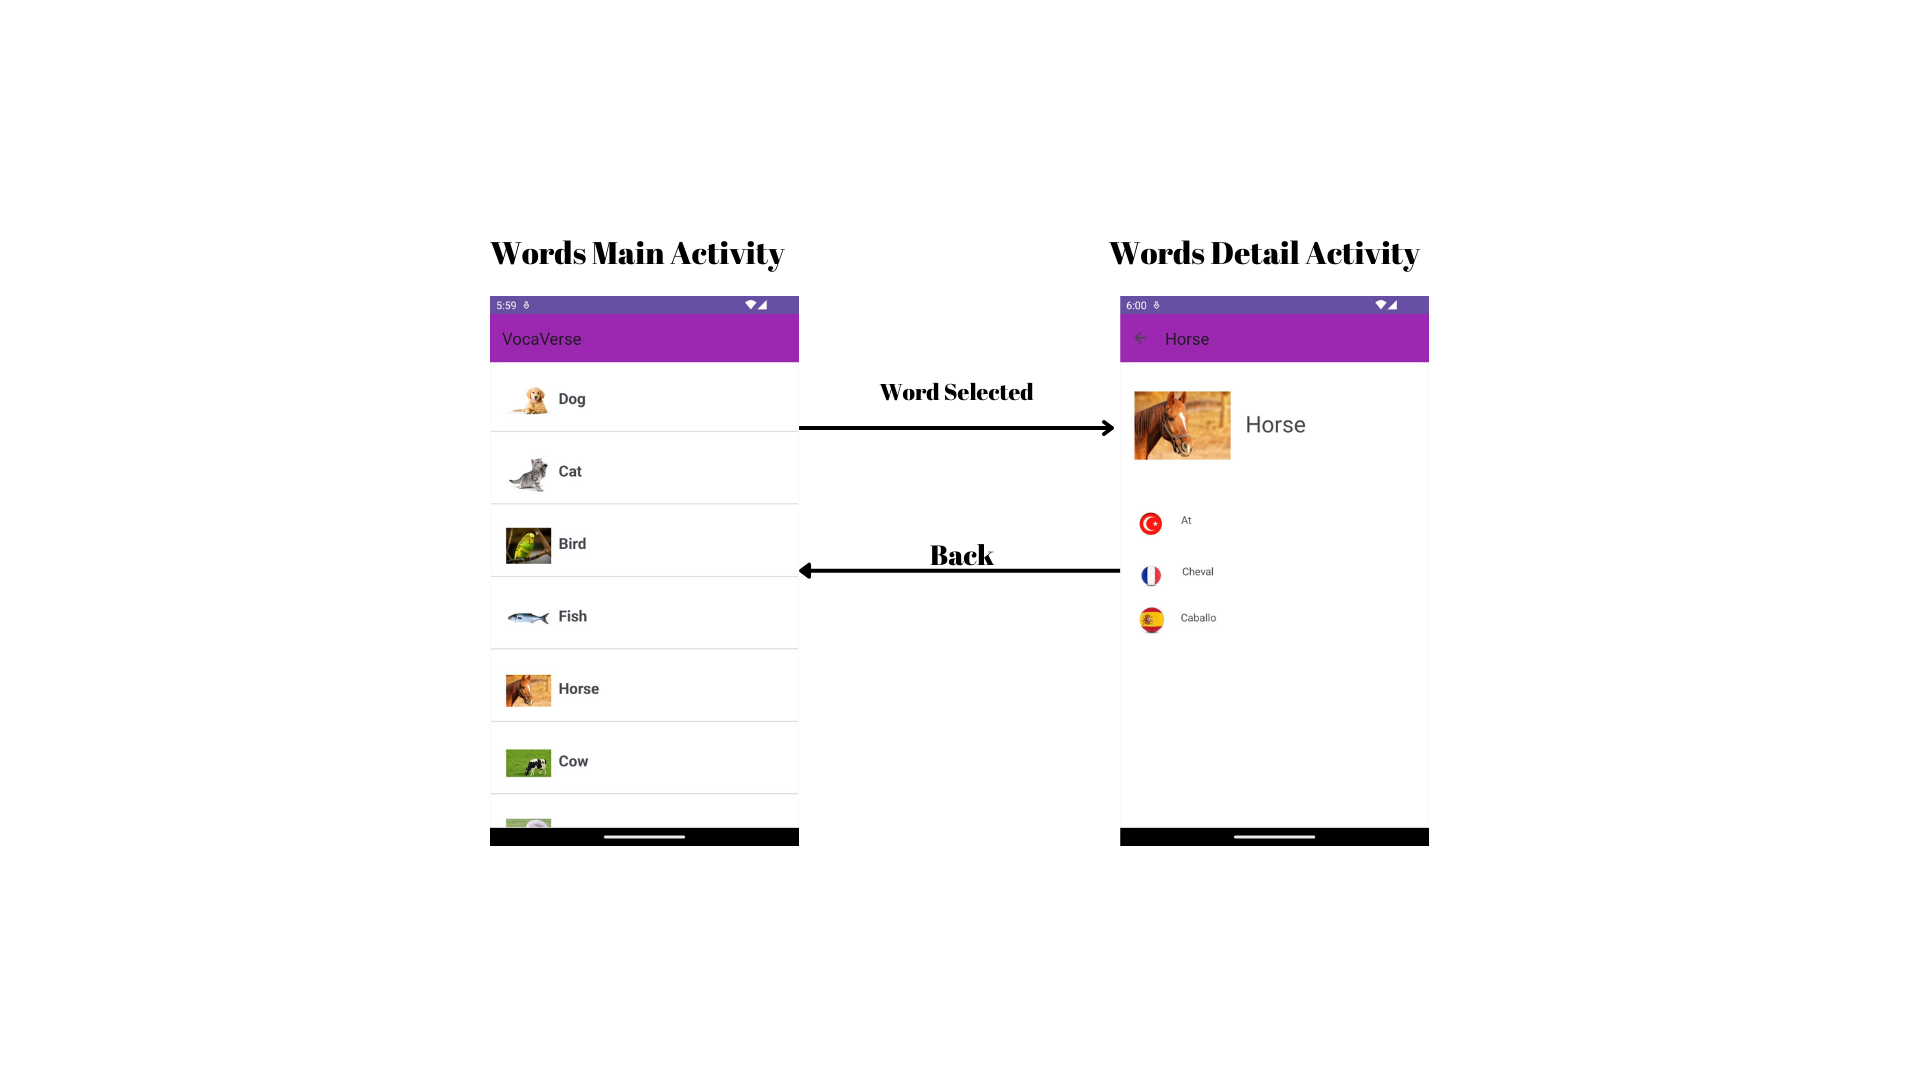 Words Main Activity
Words Detail Activity
5:59
VocaVerse
Dog
Cat
Bird
Fish
Horse
Cow
Word Selected
Back
6:00
Horse
Horse
At
Cheval
Caballo